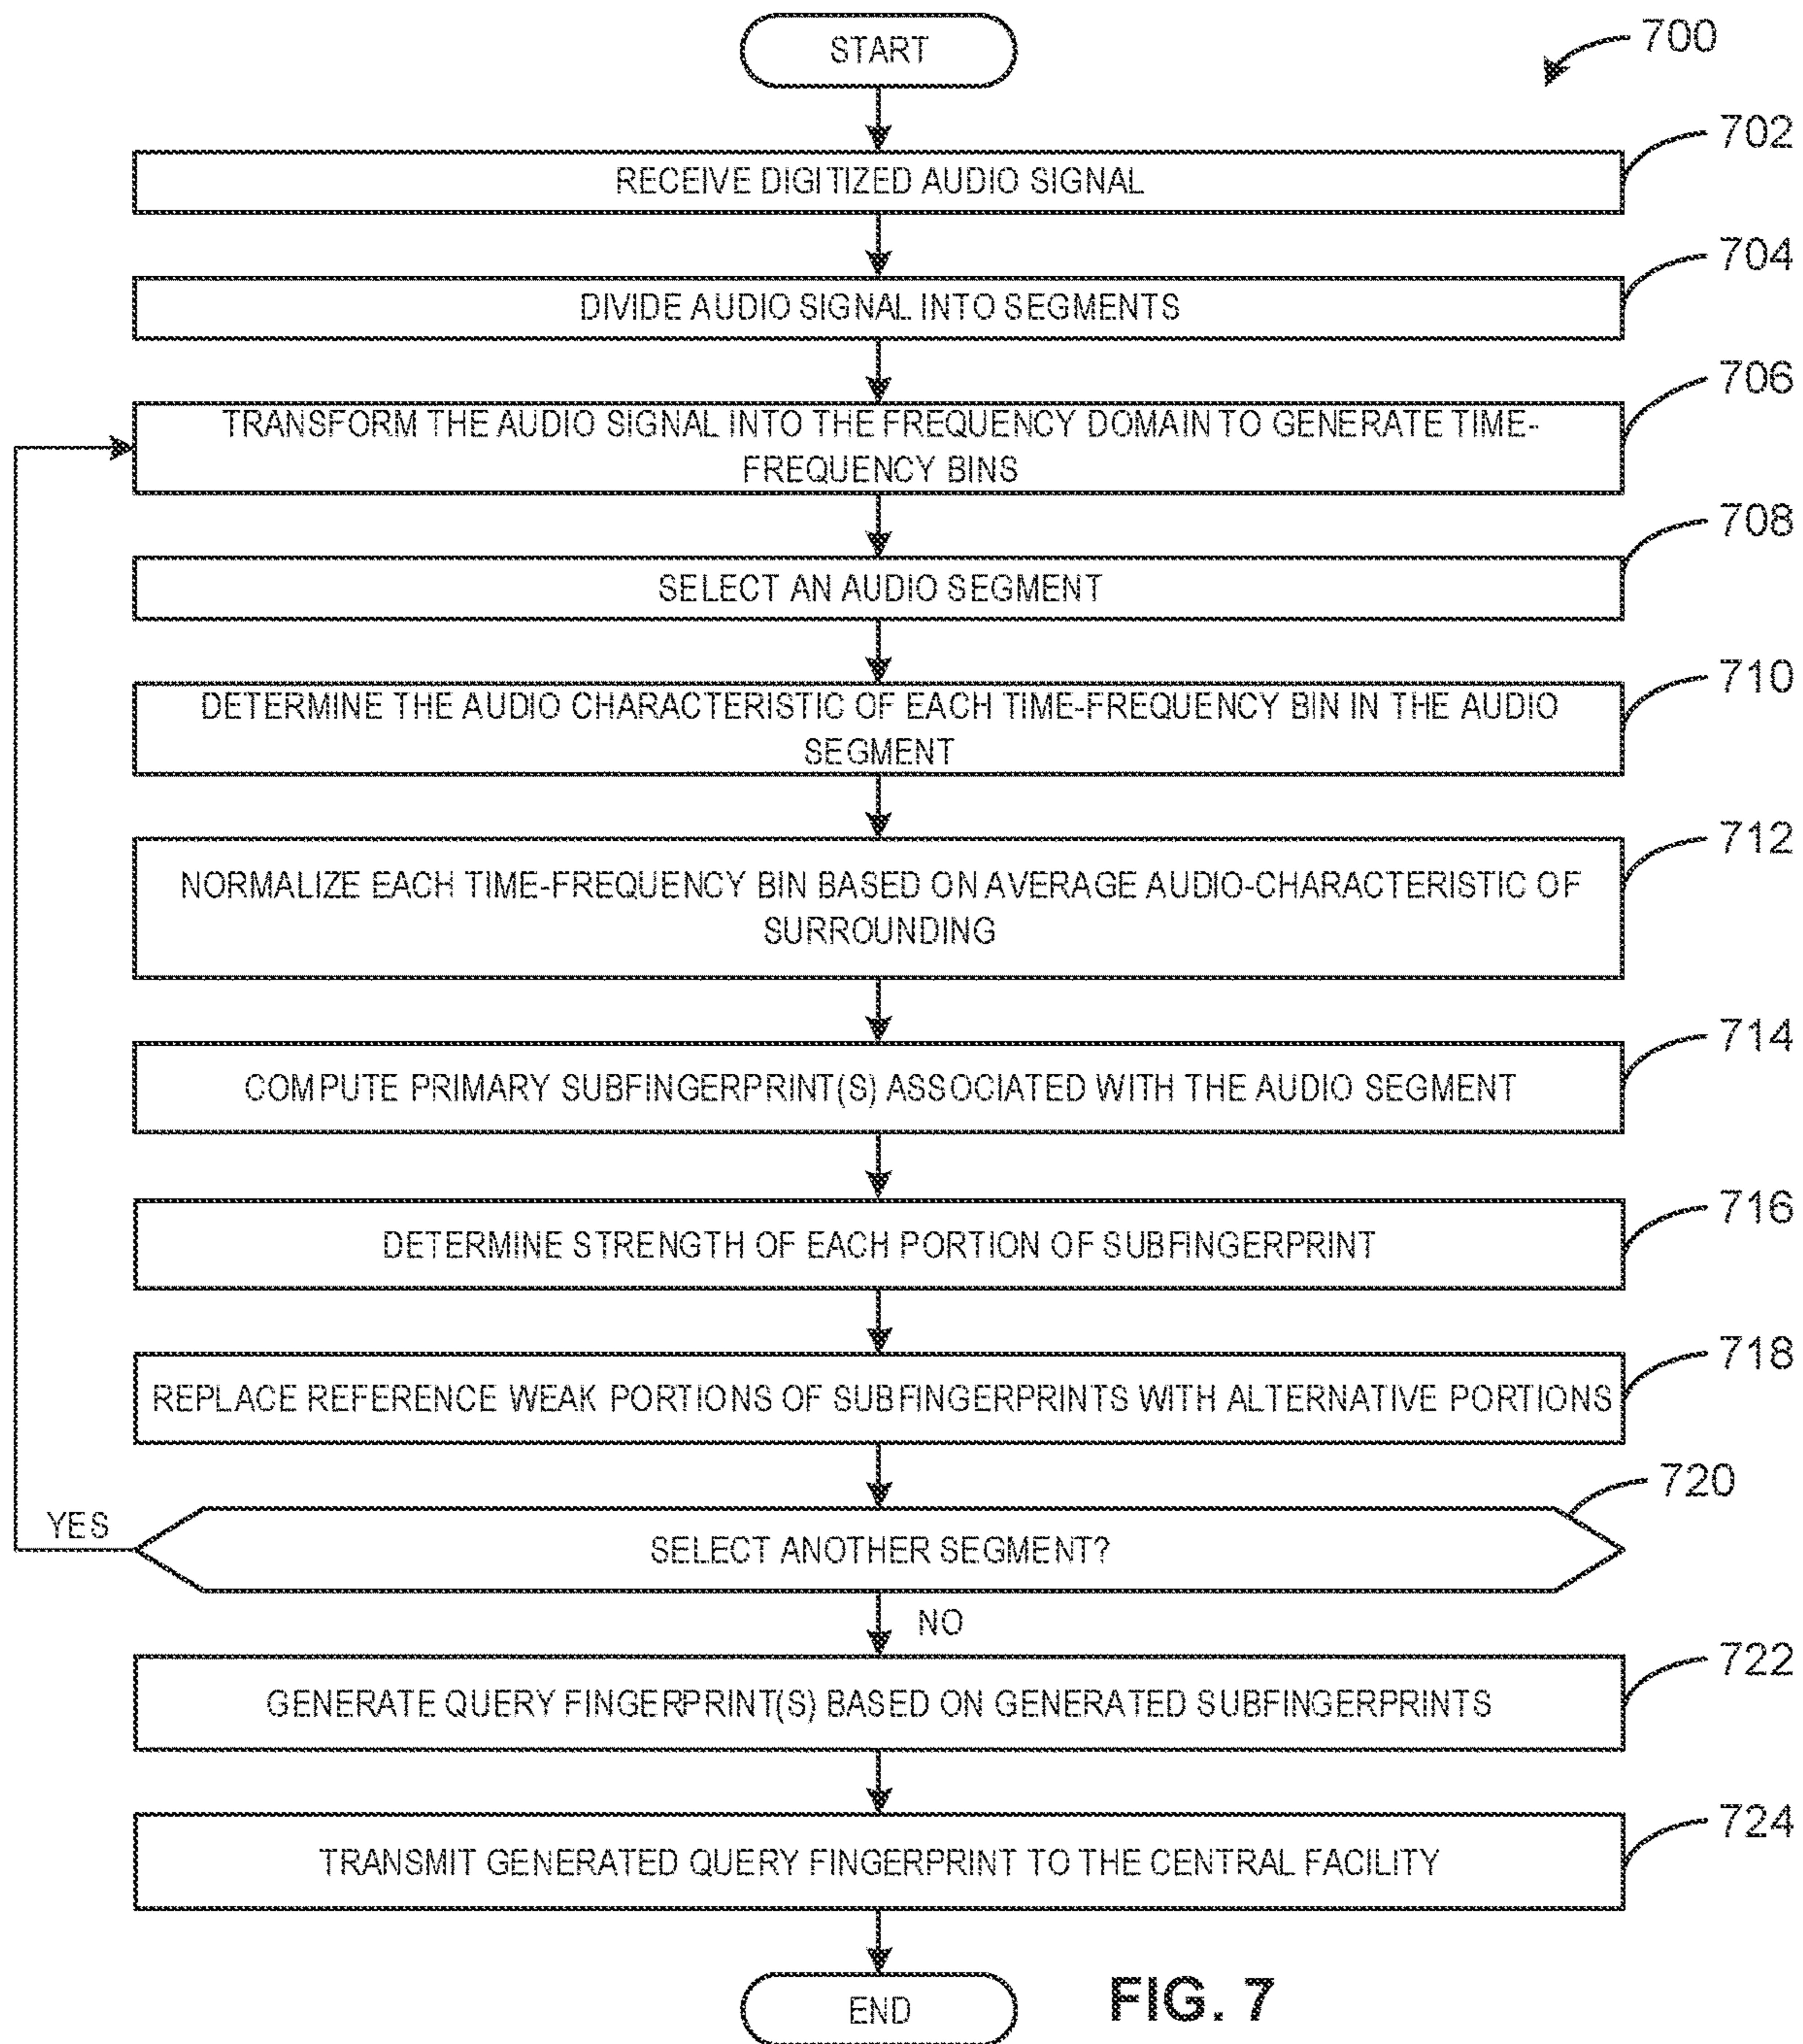 START
700
702
RECEIVE DIGITIZED AUDIO SIGNAL
704
DIVIDE AUDIO SIGNAL INTO SEGMENTS
706
TRANSFORM THE AUDIO SIGNAL INTO THE FREQUENCY DOMAIN TO GENERATE TIME-
FREQUENCY BINS
708
SELECT AN AUDIO SEGMENT
710
DETERMINE THE AUDIO CHARACTERISTIC OF EACH TIME-FREQUENCY BIN IN THE AUDIO
SEGMENT
712
NORMALIZE EACH TIME-FREQUENCY BIN BASED ON AVERAGE AUDIO-CHARACTERISTIC OF
SURROUNDING
714
COMPUTE PRIMARY SUBFINGERPRINT(S) ASSOCIATED WITH THE AUDIO SEGMENT
716
DETERMINE STRENGTH OF EACH PORTION OF SUBFINGERPRINT
718
REPLACE REFERENCE WEAK PORTIONS OF SUBFINGERPRINTS WITH ALTERNATIVE PORTIONS
720
YES
SELECT ANOTHER SEGMENT?
NO
722
GENERATE QUERY FINGERPRINT(S) BASED ON GENERATED SUBFINGERPRINTS
724
TRANSMIT GENERATED QUERY FINGERPRINT TO THE CENTRAL FACILITY
END
FIG. 7